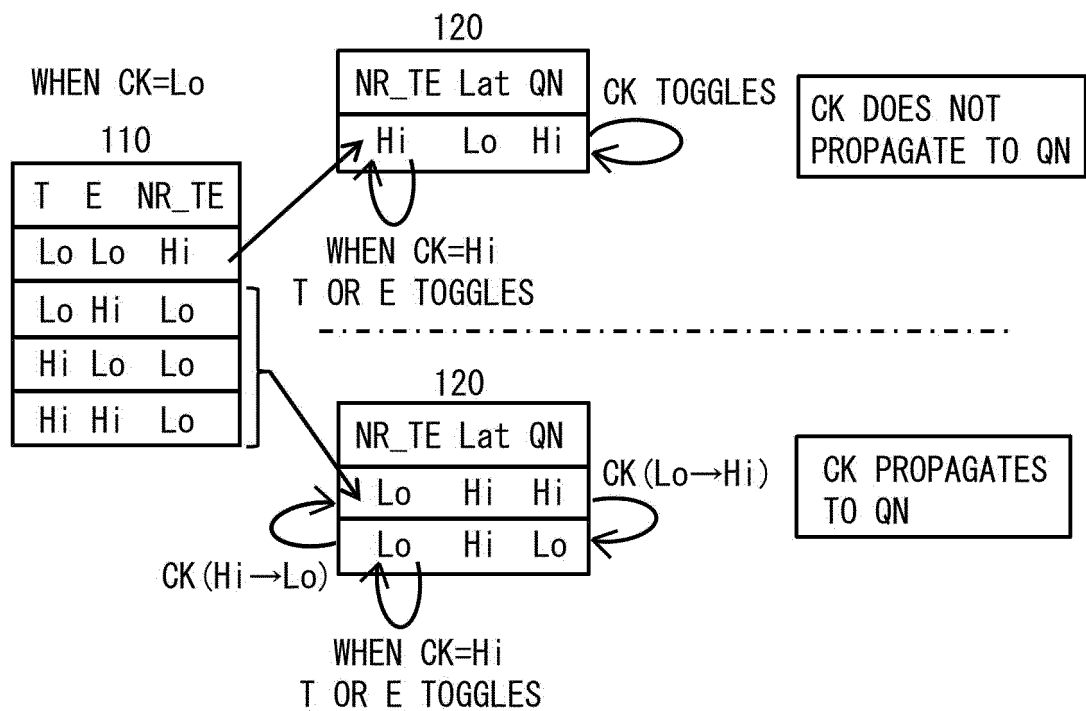 WHEN CK=Lo
110
T E NR_TE
Lo Lo Hi
Lo Hi Lo
Hi Lo Lo
Hi Hi Lo
120
NR_TE Lat QN
Hi Lo Hi
CK TOGGLES
WHEN CK=Hi
T OR E TOGGLES
CK DOES NOT
PROPAGATE TO QN
120
NR_TE Lat QN
Lo Hi Hi
Lo Hi Lo
CK(Lo→Hi)
CK(Hi→Lo)
WHEN CK=Hi
T OR E TOGGLES
CK PROPAGATES
TO QN